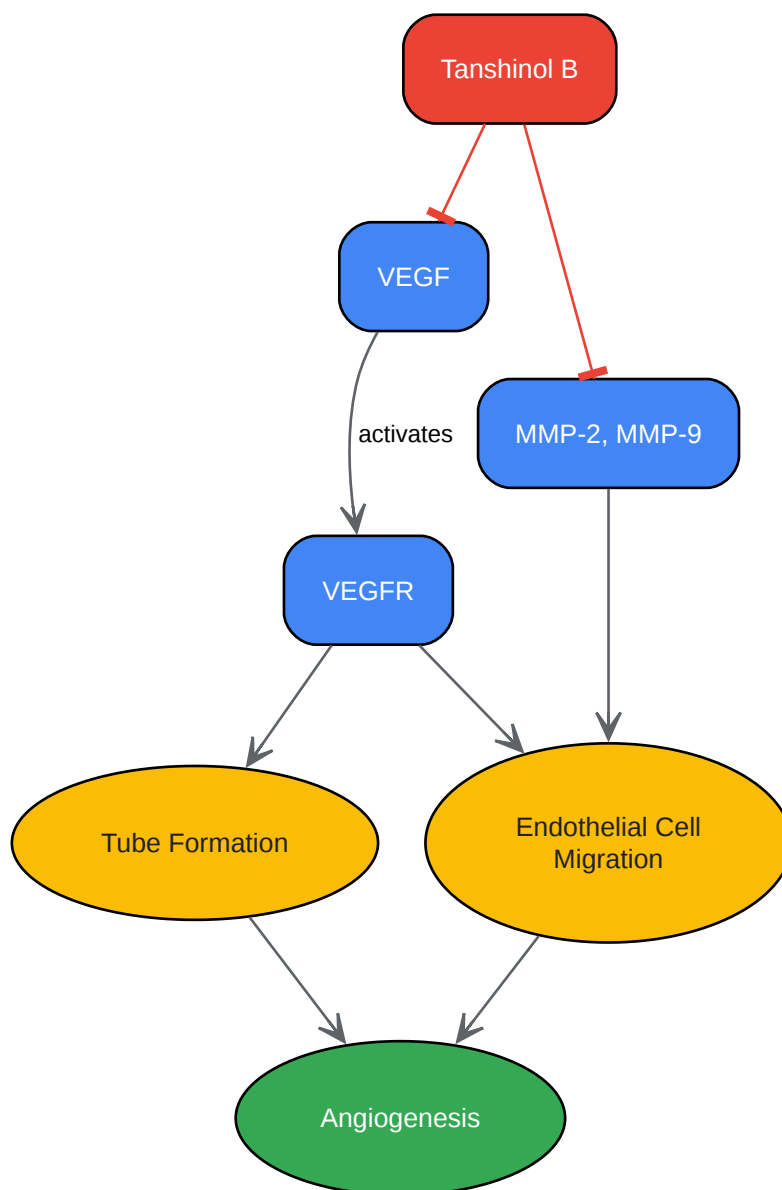 Tanshinol B
VEGF
activates
MMP-2, MMP-9
VEGFR
Tube Formation
Endothelial Cell
Migration
Angiogenesis